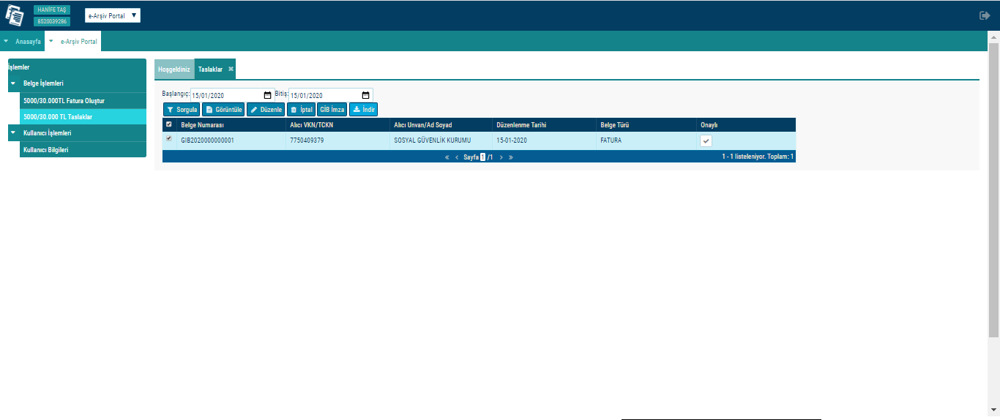 HANİFE TAŞ
8520039286
e-Arşiv Portal
Anasayfa
e-Arşiv Portal
İşlemler
Belge İşlemleri
5000/30.000TL Fatura Oluştur
5000/30.000 TL Taslaklar
Kullanıcı İşlemleri
Kullanıcı Bilgileri
Hoşgeldiniz Taslaklar
Başlangıç: 15/01/2020 Bitiş: 15/01/2020
Sorgula Görüntüle Düzenle İptal GİB İmza İndir
Belge Numarası Alıcı VKN/TCKN Alıcı Unvan/Ad Soyad Düzenlenme Tarihi Belge Türü Onaylı
GIB2020000000001 7750409379 SOSYAL GÜVENLİK KURUMU 15-01-2020 FATURA
« ‹ Sayfa 1 /1 › » 1 - 1 listeleniyor. Toplam: 1